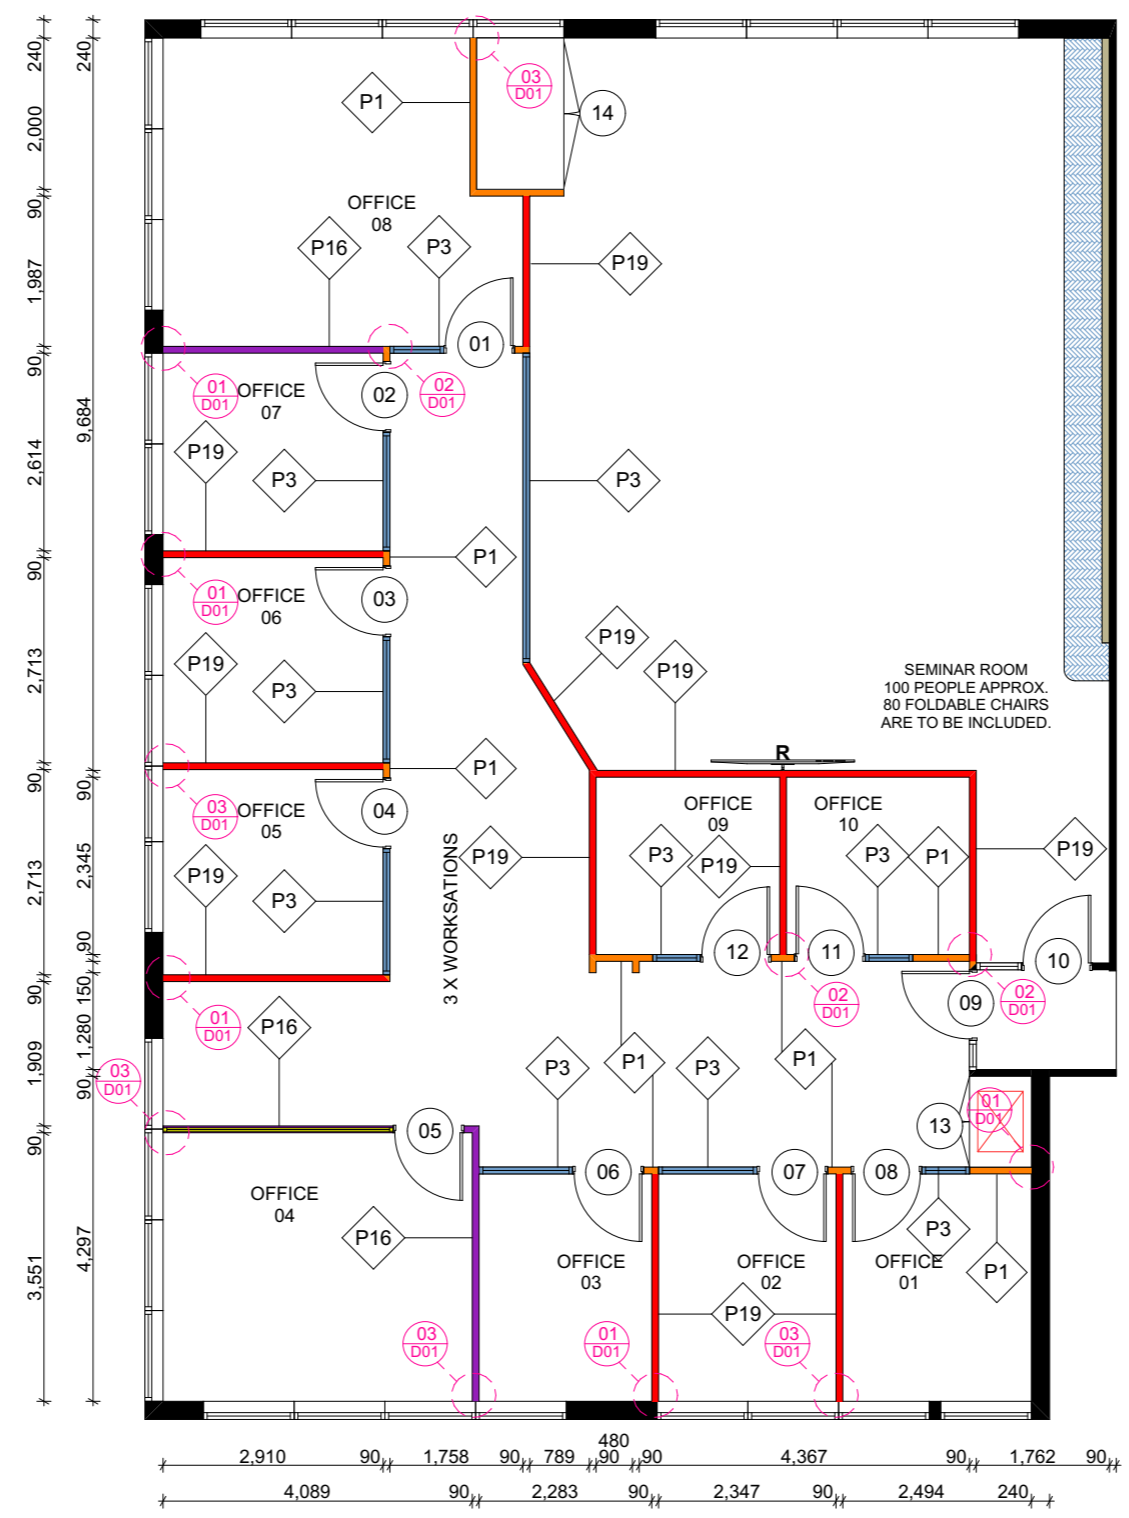 240
240
03
D01
P1
14
2,000
OFFICE
08
90
P16
P3
P19
1,987
01
90
01
D01
OFFICE
07
02
02
D01
9,684
2,614
P19
P3
P3
P1
90
01
D01
OFFICE
06
03
P19
P19
P19
P3
2,713
SEMINAR ROOM
100 PEOPLE APPROX.
80 FOLDABLE CHAIRS
ARE TO BE INCLUDED.
R
P1
90
90
03
D01
OFFICE
05
04
OFFICE
09
OFFICE
10
2,713
2,345
P19
P3
3 X WORKSATIONS
P19
P3
P19
P3
P1
P19
90
12
11
10
90
150
01
D01
02
D01
09
02
D01
P16
1,909
1,280
90
03
D01
P3
P1
P3
P1
01
D01
13
90
05
06
07
08
OFFICE
04
P16
P3
P1
3,551
4,297
OFFICE
03
OFFICE
02
OFFICE
01
P19
03
D01
01
D01
03
D01
480
2,910
90
1,758
90
789
90
90
4,367
90
1,762
90
4,089
90
2,283
90
2,347
90
2,494
240